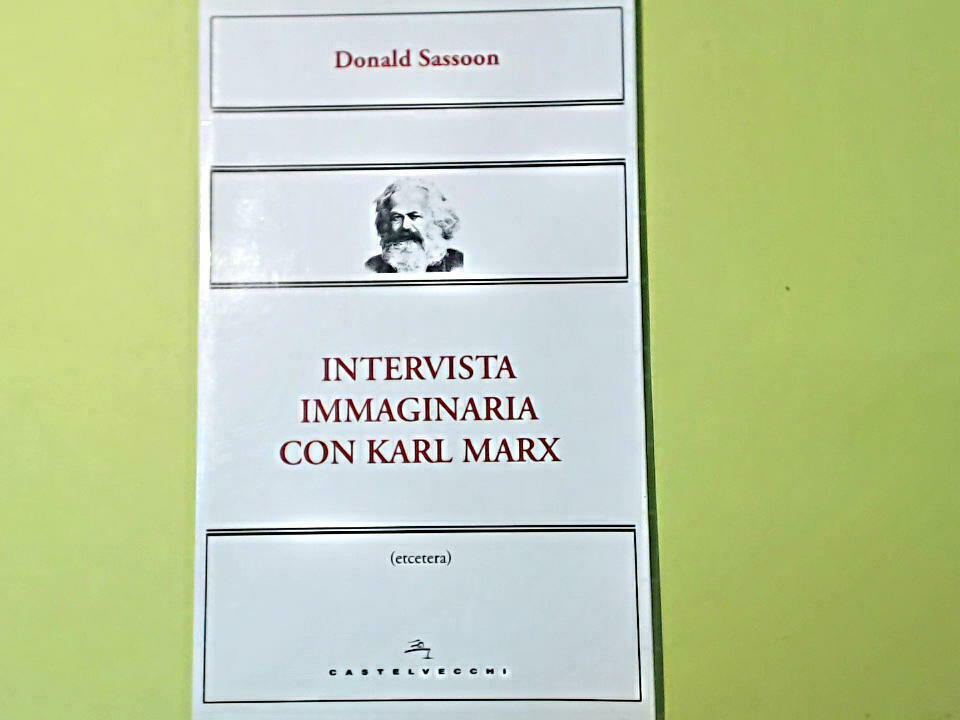 Donald Sassoon
INTERVISTA
IMMAGINARIA
CON KARL MARX
(etcetera)
CASTELVECCHI